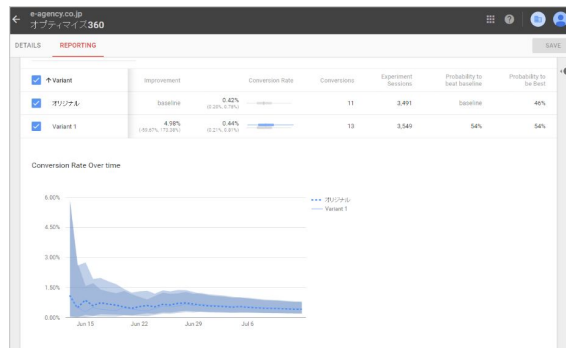 e-agency.co.jp
オプティマイズ360
DETAILS REPORTING SAVE
Variant Improvement Conversion Rate Conversions Experiment Sessions Probability to beat baseline Probability to be Best
オリジナル baseline 0.42% 11 3,491 baseline 46%
Variant 1 4.98% 0.44% 13 3,549 54% 54%
Conversion Rate Over time
オリジナル
Variant 1
6.00%
4.50%
3.00%
1.50%
0.00%
Jun 15 Jun 22 Jun 29 Jul 6